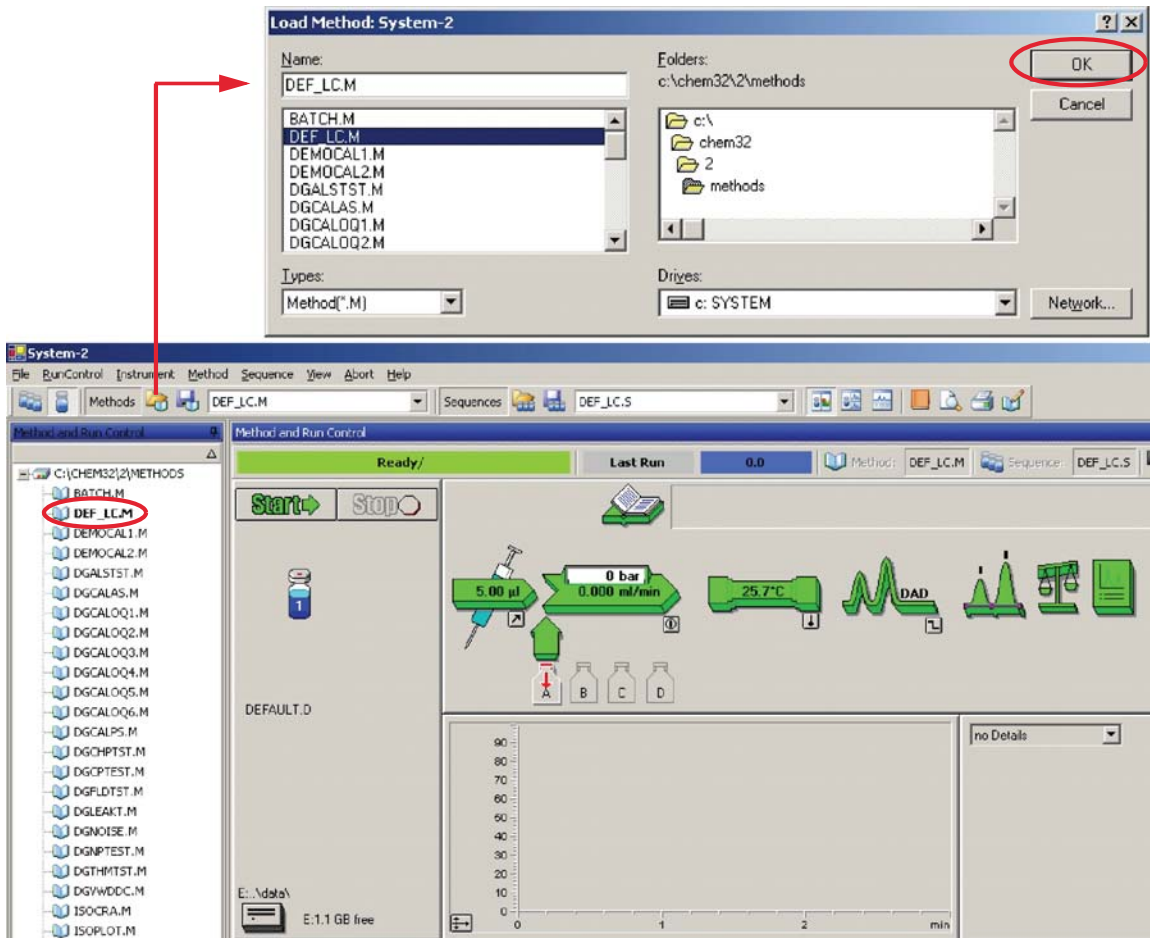 Load Method: System-2
Name:
DEF_LC.M
BATCH.M
DEF_LC.M
DEMOCAL1.M
DEMOCAL2.M
DGALSTST.M
DGCALAS.M
DGCALOQ1.M
DGCALOQ2.M
Types:
Method(*.M)
Folders:
c:\chem32\2\methods
c:\
chem32
2
methods
Drives:
c: SYSTEM
OK
Cancel
Network...
System-2
File RunControl Instrument Method Sequence View Abort Help
Methods DEF_LC.M Sequences DEF_LC.S
Method and Run Control
C:\CHEM32\2\METHODS
BATCH.M
DEF_LC.M
DEMOCAL1.M
DEMOCAL2.M
DGALSTST.M
DGCALAS.M
DGCALOQ1.M
DGCALOQ2.M
DGCALOQ3.M
DGCALOQ4.M
DGCALOQ5.M
DGCALOQ6.M
DGCALPS.M
DGCHPTST.M
DGCPTEST.M
DGFLDTST.M
DGLEAKT.M
DGNOISE.M
DGNPTEST.M
DGTHMTST.M
DGVWDDC.M
ISOCRA.M
ISOPLOT.M
Method and Run Control
Ready/ Last Run 0.0 Method: DEF_LC.M Sequence: DEF_LC.S
Start Stop
1
DEFAULT.D
E:..\data\
E:1.1 GB free
5.00 µl
0 bar
0.000 ml/min
25.7°C
DAD
A B C D
no Details
90
80
70
60
50
40
30
20
10
0
0 1 2 min